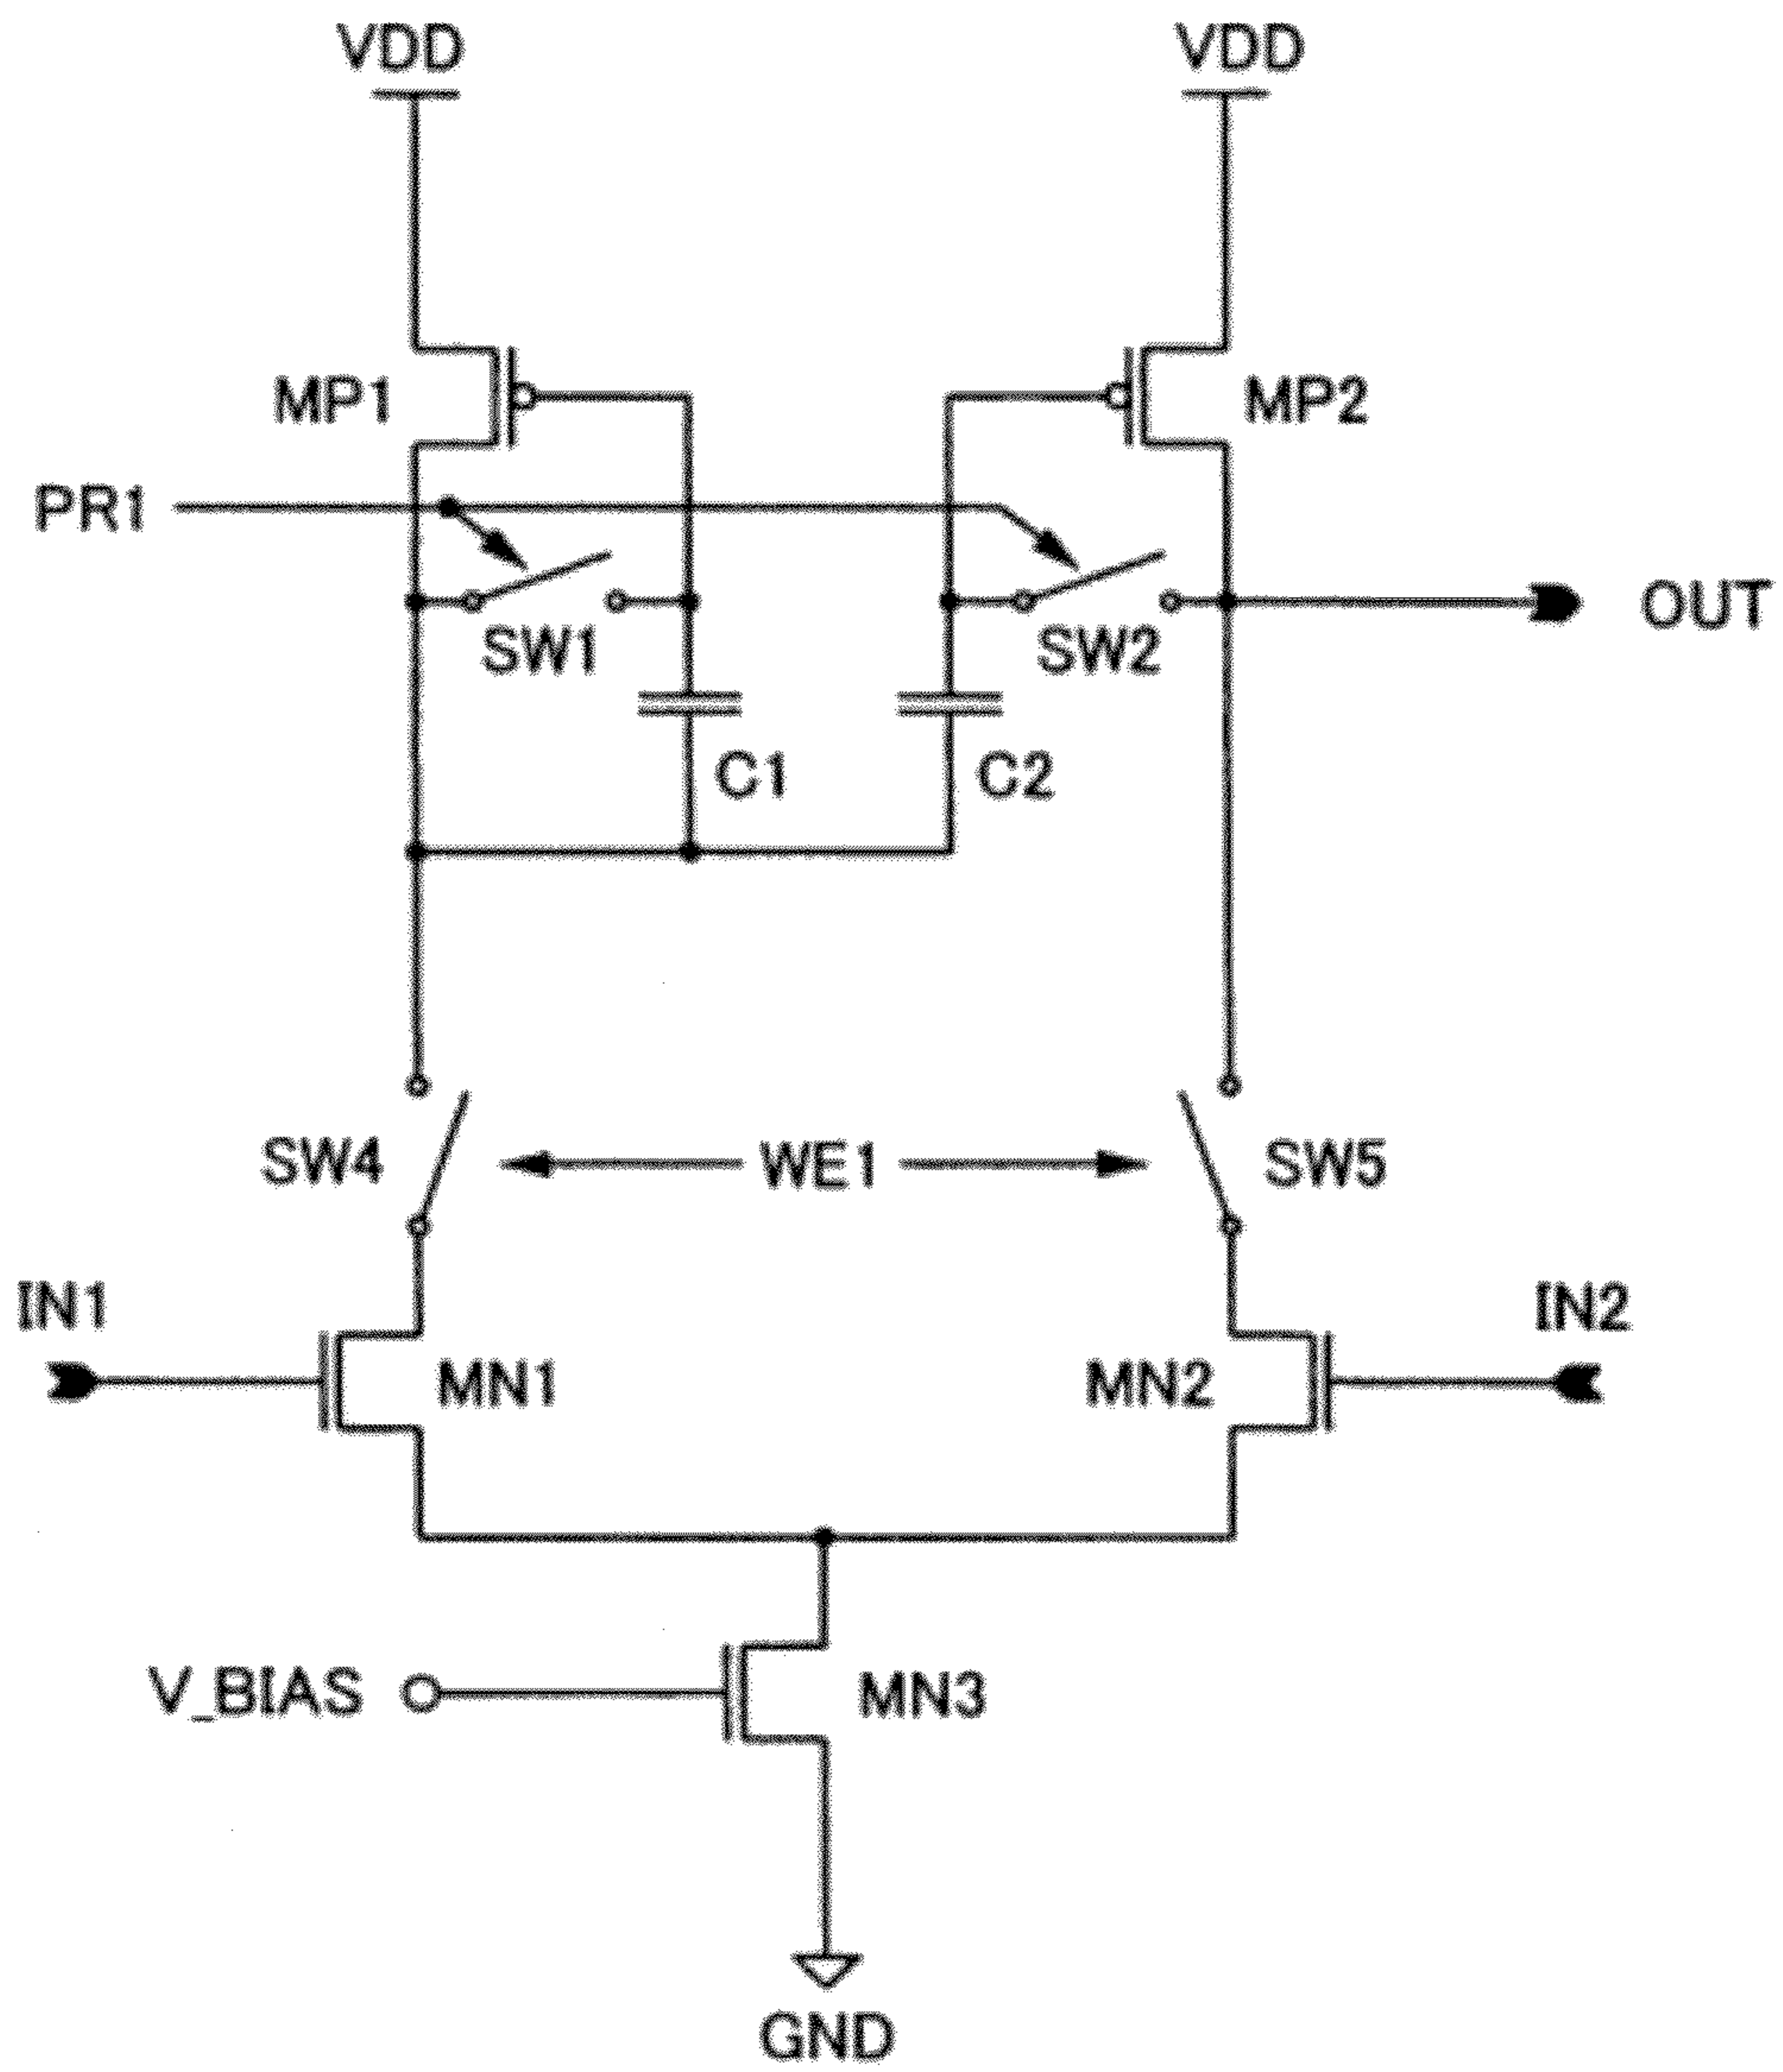 VDD VDD
MP1 MP2
PR1
OUT
SW1 SW2
C1 C2
SW4 WE1 SW5
IN1 IN2
MN1 MN2
V_BIAS MN3
GND